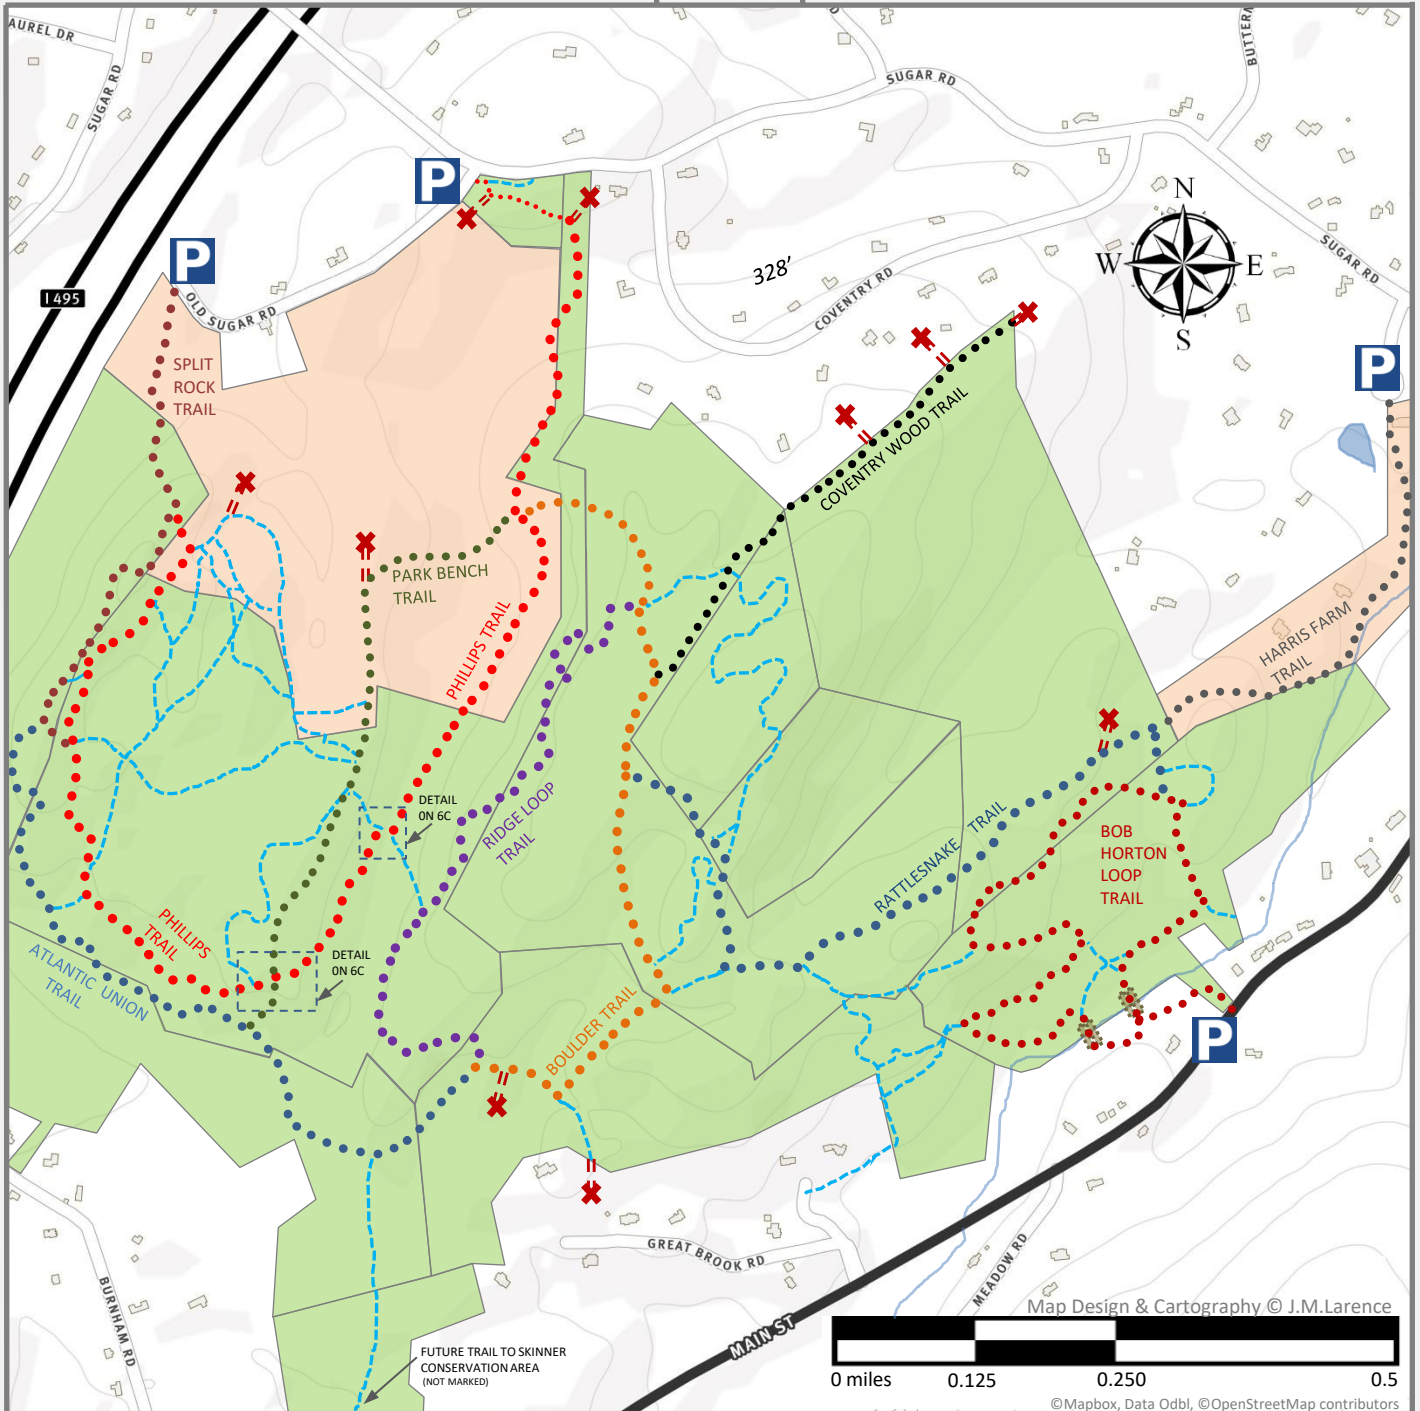 AUREL DR
SUGAR RD
SUGAR RD
BUTTERN
P
P
I 495
OLD SUGAR RD
328'
COVENTRY RD
N
W
E
S
SUGAR RD
P
SPLIT
ROCK
TRAIL
COVENTRY WOOD TRAIL
PARK BENCH
TRAIL
PHILLIPS TRAIL
HARRIS FARM
TRAIL
DETAIL
0N 6C
RIDGE LOOP
TRAIL
RATTLESNAKE TRAIL
BOB
HORTON
LOOP
TRAIL
PHILLIPS
TRAIL
DETAIL
0N 6C
ATLANTIC UNION
TRAIL
BOULDER TRAIL
P
GREAT BROOK RD
MEADOW RD
BURNHAM RD
MAIN ST
FUTURE TRAIL TO SKINNER
CONSERVATION AREA
(NOT MARKED)
Map Design & Cartography © J.M.Larence
0 miles 0.125 0.250 0.5
©Mapbox, Data Odbl, ©OpenStreetMap contributors